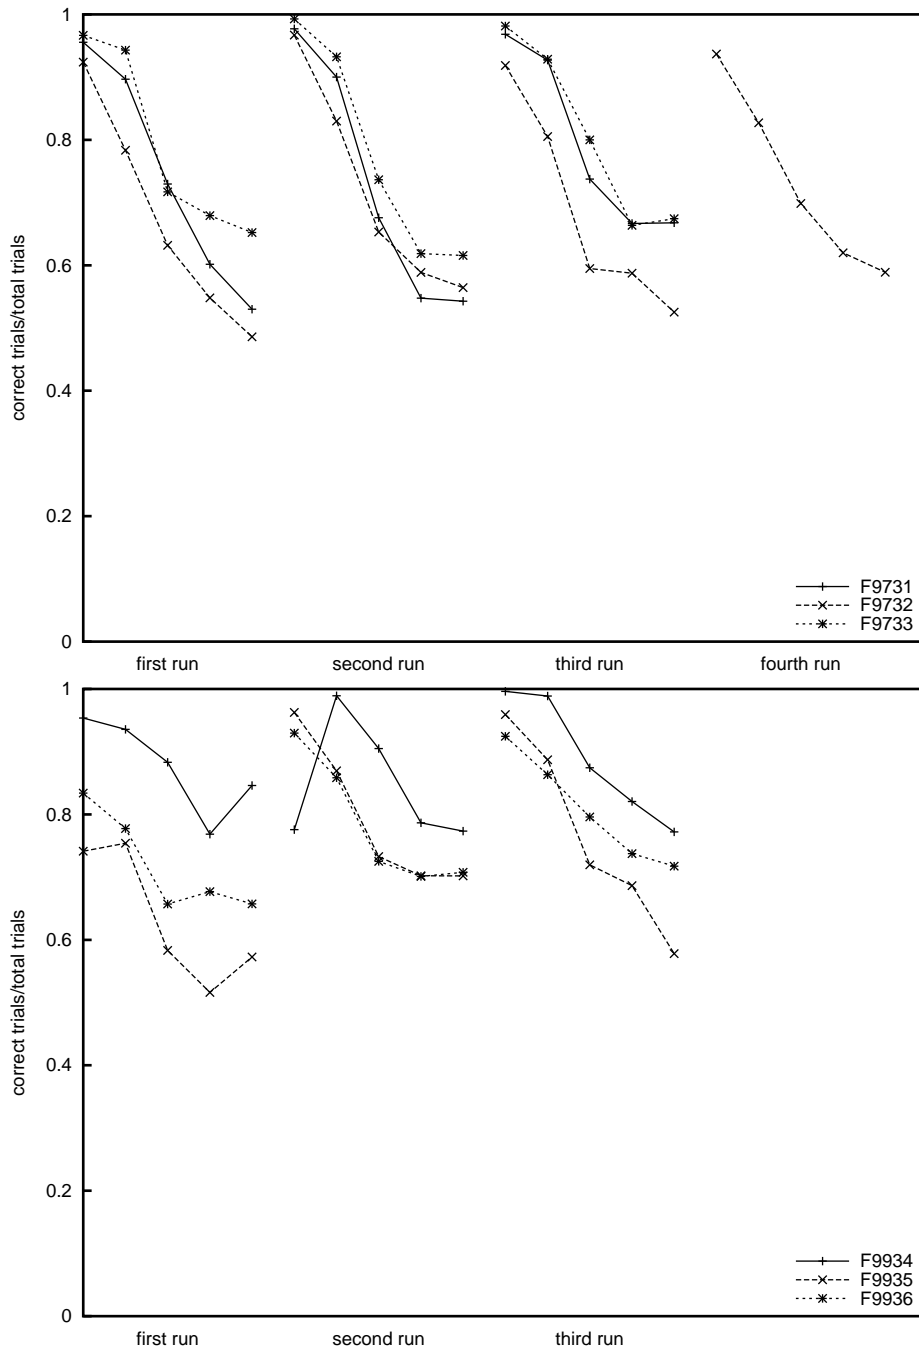 1
0.8
0.6
0.4
0.2
0
correct trials/total trials
F9731
F9732
F9733
first run second run third run fourth run
1
0.8
0.6
0.4
0.2
0
correct trials/total trials
F9934
F9935
F9936
first run second run third run